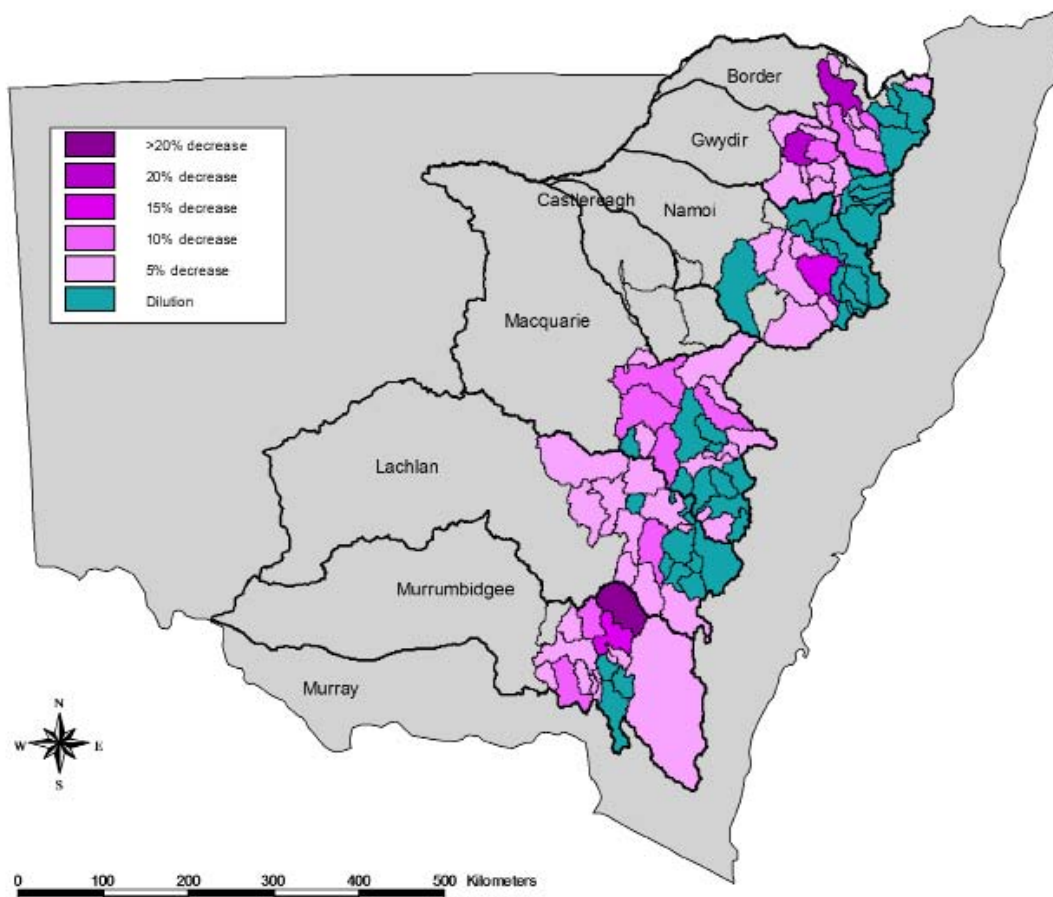 Border
Gwydir
Castlereagh
Namoi
Macquarie
Lachlan
Murrumbidgee
Murray
>20% decrease
20% decrease
15% decrease
10% decrease
5% decrease
Dilution
N
W E
S
0 100 200 300 400 500 Kilometers